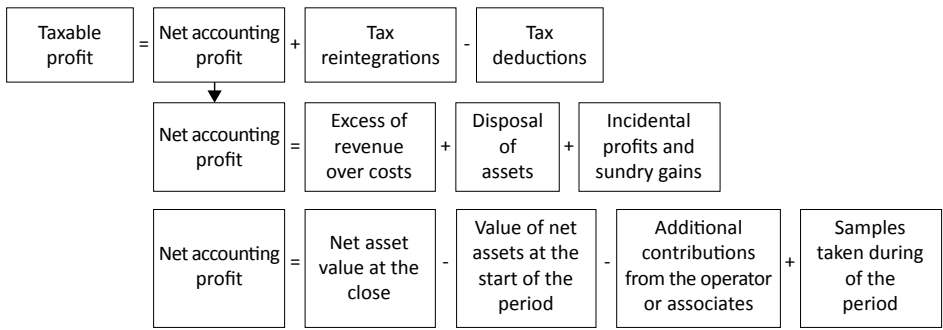 Taxable
profit
=
Net accounting
profit
+
Tax
reintegrations
-
Tax
deductions
Net accounting
profit
=
Excess of
revenue
over costs
+
Disposal
of
assets
+
Incidental
profits and
sundry gains
Net accounting
profit
=
Net asset
value at the
close
-
Value of net
assets at the
start of the
period
-
Additional
contributions
from the operator
or associates
+
Samples
taken during
of the
period